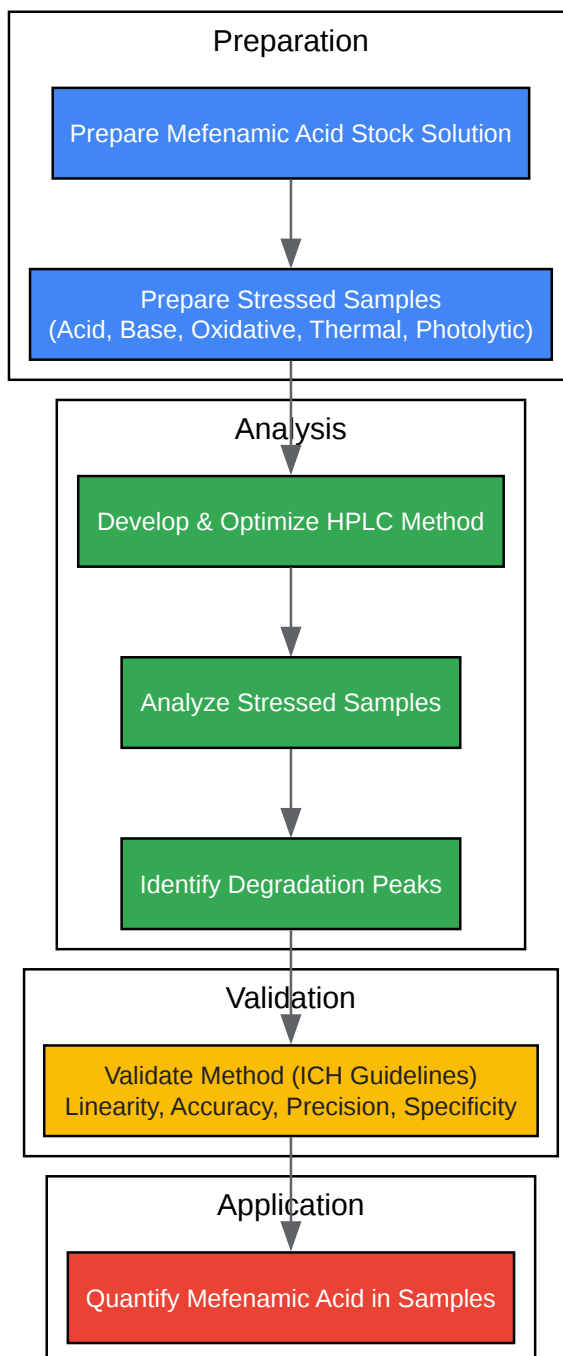 Preparation
Prepare Mefenamic Acid Stock Solution
Prepare Stressed Samples
(Acid, Base, Oxidative, Thermal, Photolytic)
Analysis
Develop & Optimize HPLC Method
Analyze Stressed Samples
Identify Degradation Peaks
Validation
Validate Method (ICH Guidelines)
Linearity, Accuracy, Precision, Specificity
Application
Quantify Mefenamic Acid in Samples